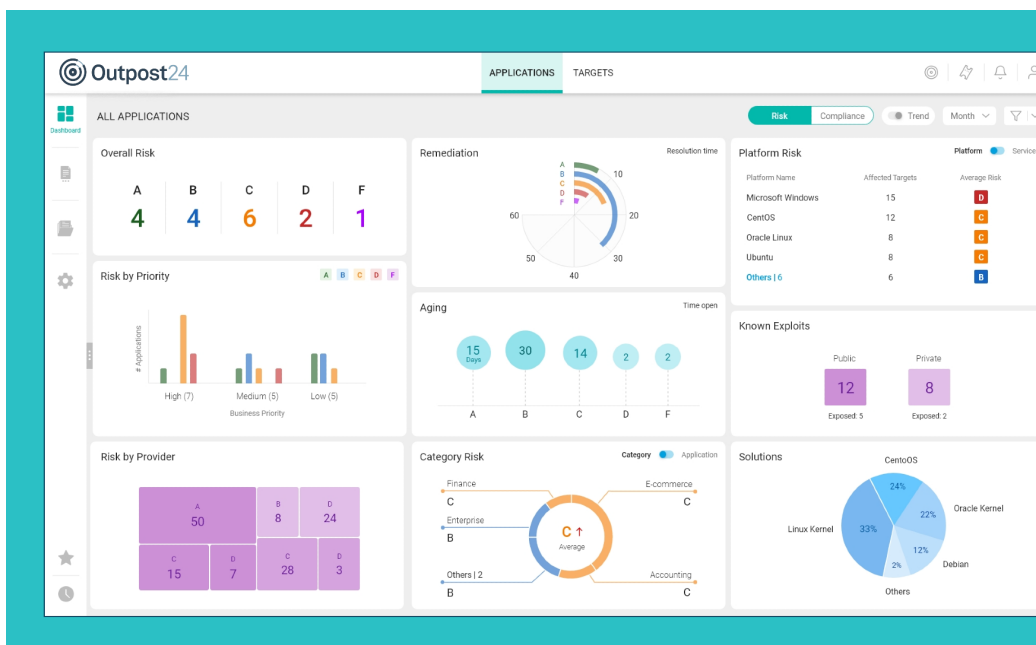 Outpost24
APPLICATIONS TARGETS
Dashboard
ALL APPLICATIONS
Risk Compliance Trend Month
Overall Risk
A B C D F
4 4 6 2 1
Risk by Priority
A B C D F
# Applications
High (7) Medium (5) Low (5)
Business Priority
Risk by Provider
A
50
B
8
D
24
C
15
D
7
C
28
D
3
Remediation
Resolution time
A
B
C
D
F
10
20
30
40
50
60
Aging
Time open
15
Days
30
14
2
2
A B C D F
Category Risk
Category Application
Finance
C
E-commerce
C
Enterprise
B
C
Average
Others | 2
B
Accounting
C
Platform Risk
Platform Service
Platform Name Affected Targets Average Risk
Microsoft Windows 15 D
CentOS 12 C
Oracle Linux 8 C
Ubuntu 8 C
Others | 6 6 B
Known Exploits
Public Private
12 8
Exposed: 5 Exposed: 2
Solutions
CentoOS
24%
Oracle Kernel
22%
Linux Kernel
33%
12%
Debian
2%
Others